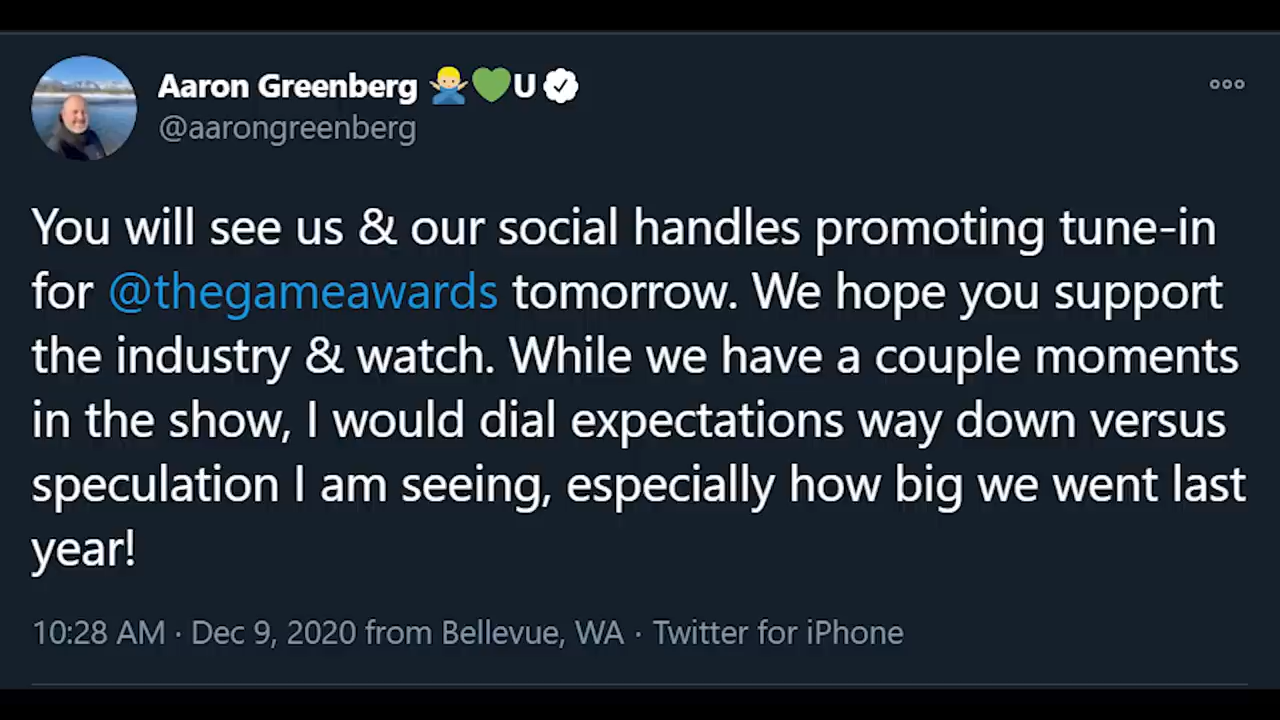 Aaron Greenberg 🙅🏼‍♂️💚U
@aarongreenberg
You will see us & our social handles promoting tune-in
for @thegameawards tomorrow. We hope you support
the industry & watch. While we have a couple moments
in the show, I would dial expectations way down versus
speculation I am seeing, especially how big we went last
year!
10:28 AM · Dec 9, 2020 from Bellevue, WA · Twitter for iPhone